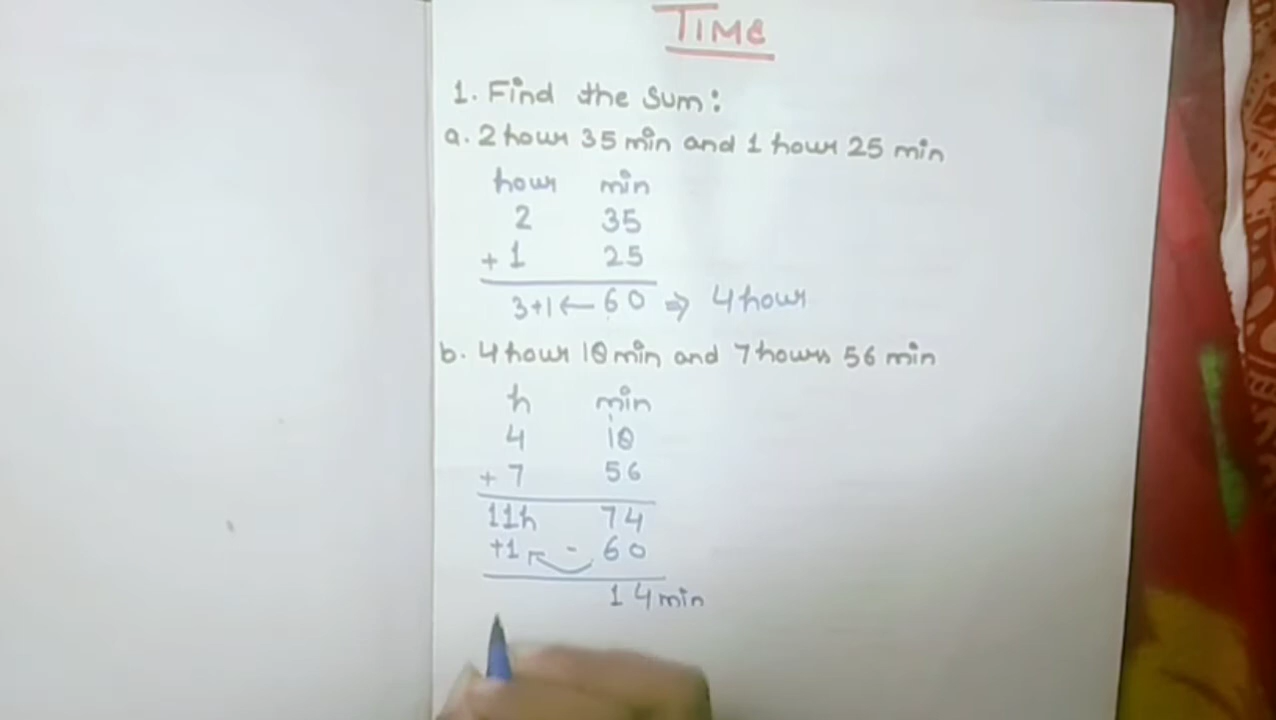 TIME
1. Find the Sum:
a. 2 hour 35 min and 1 hour 25 min
hour min
2 35
+ 1 25
3+1 ← 60 ⇒ 4 hour
b. 4 hour 18 min and 7 hours 56 min
h min
4 18
+ 7 56
11h 74
+1 - 60
14 min